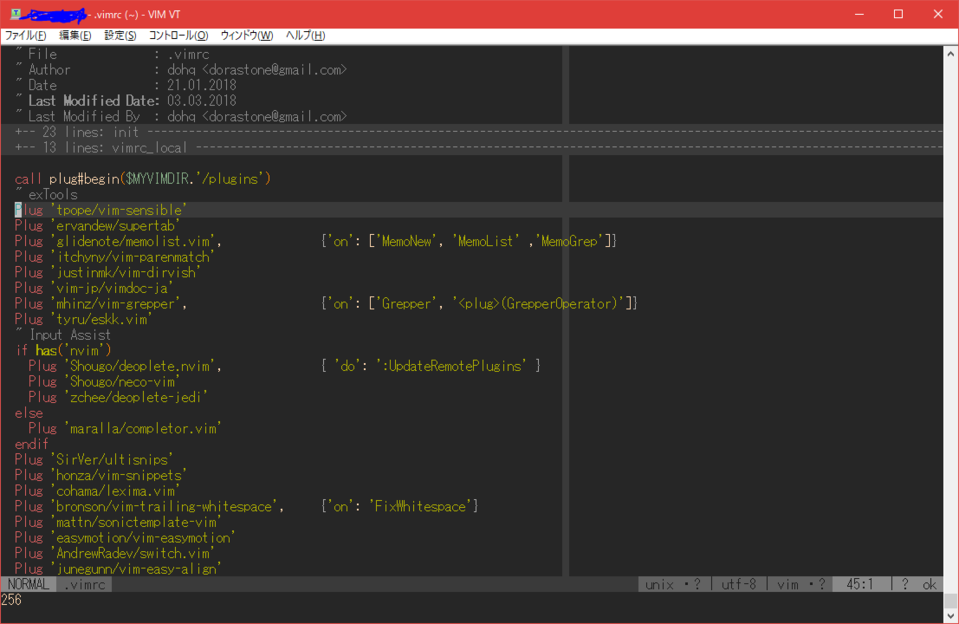 - .vimrc (~) - VIM VT
ファイル(F) 編集(E) 設定(S) コントロール(O) ウィンドウ(W) ヘルプ(H)
" File : .vimrc
" Author : dohq <dorastone@gmail.com>
" Date : 21.01.2018
" Last Modified Date: 03.03.2018
" Last Modified By : dohq <dorastone@gmail.com>
+-- 23 lines: init ----------
+-- 13 lines: vimrc_local ----------
call plug#begin($MYVIMDIR.'/plugins')
" exTools
Plug 'tpope/vim-sensible'
Plug 'ervandew/supertab'
Plug 'glidenote/memolist.vim', {'on': ['MemoNew', 'MemoList' ,'MemoGrep']}
Plug 'itchyny/vim-parenmatch'
Plug 'justinmk/vim-dirvish'
Plug 'vim-jp/vimdoc-ja'
Plug 'mhinz/vim-grepper', {'on': ['Grepper', '<plug>(GrepperOperator)']}
Plug 'tyru/eskk.vim'
" Input Assist
if has('nvim')
Plug 'Shougo/deoplete.nvim', { 'do': ':UpdateRemotePlugins' }
Plug 'Shougo/neco-vim'
Plug 'zchee/deoplete-jedi'
else
Plug 'maralla/completor.vim'
endif
Plug 'SirVer/ultisnips'
Plug 'honza/vim-snippets'
Plug 'cohama/lexima.vim'
Plug 'bronson/vim-trailing-whitespace', {'on': 'FixWhitespace'}
Plug 'mattn/sonictemplate-vim'
Plug 'easymotion/vim-easymotion'
Plug 'AndrewRadev/switch.vim'
Plug 'junegunn/vim-easy-align'
NORMAL .vimrc unix ・? | utf-8 | vim ・? 45:1 | ? ok
256